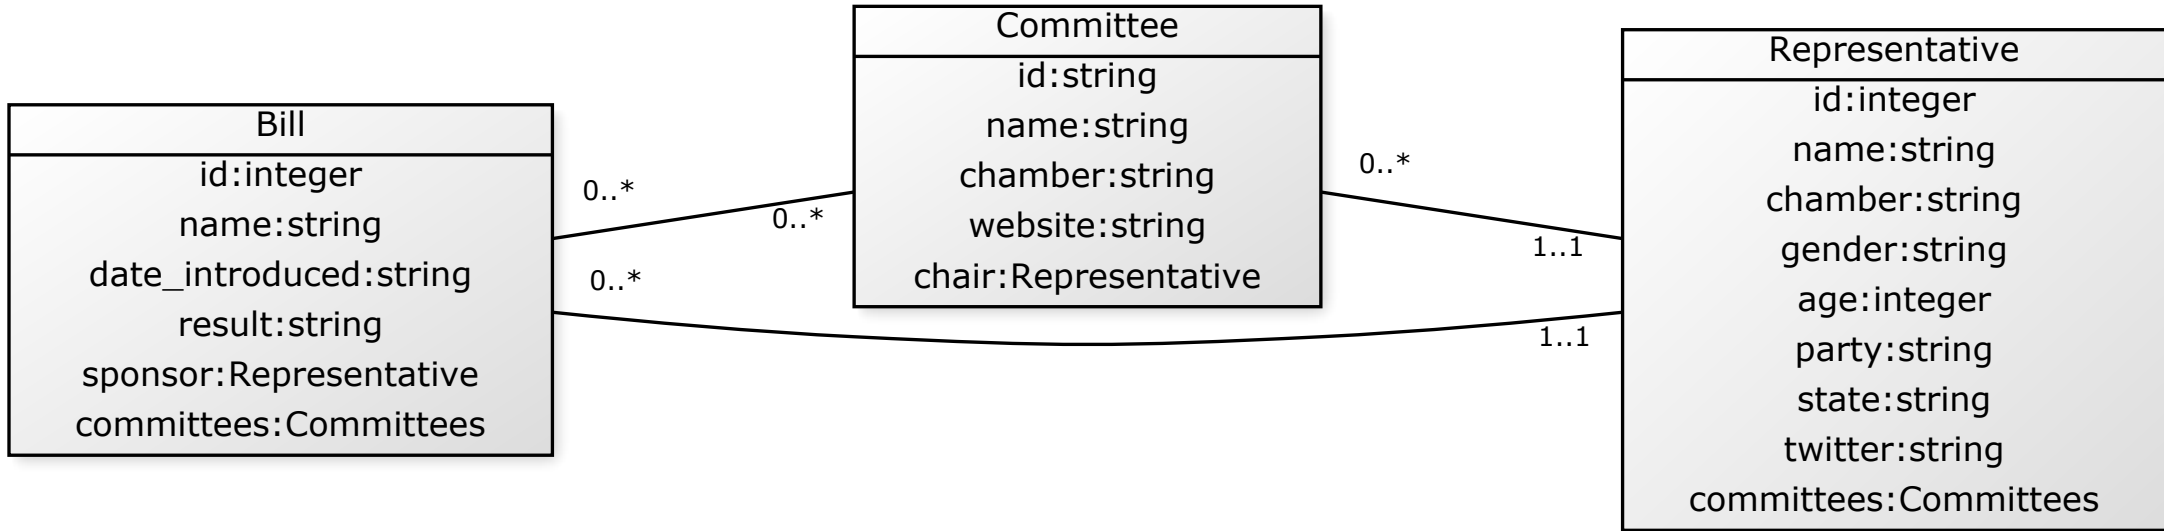 Bill
id:integer
name:string
date_introduced:string
result:string
sponsor:Representative
committees:Committees
0..*
0..*
0..*
Committee
id:string
name:string
chamber:string
website:string
chair:Representative
0..*
1..1
1..1
Representative
id:integer
name:string
chamber:string
gender:string
age:integer
party:string
state:string
twitter:string
committees:Committees